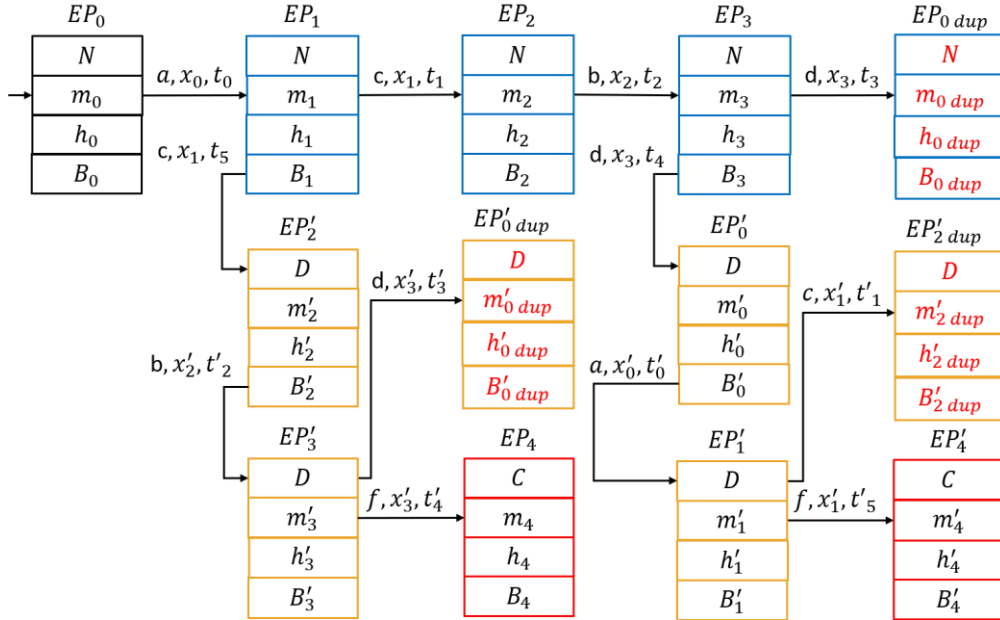 EP₀ EP₁ EP₂ EP₃ EP₀ dup
N N N N N
a, x₀, t₀ c, x₁, t₁ b, x₂, t₂ d, x₃, t₃
m₀ m₁ m₂ m₃ m₀ dup
h₀ h₁ h₂ h₃ h₀ dup
c, x₁, t₅ d, x₃, t₄
B₀ B₁ B₂ B₃ B₀ dup
EP′₂ EP′₀ dup EP′₀ EP′₂ dup
D D D D
d, x′₃, t′₃ c, x′₁, t′₁
m′₂ m′₀ dup m′₀ m′₂ dup
h′₂ h′₀ dup h′₀ h′₂ dup
b, x′₂, t′₂ a, x′₀, t′₀
B′₂ B′₀ dup B′₀ B′₂ dup
EP′₃ EP₄ EP′₁ EP′₄
D C D C
f, x′₃, t′₄ f, x′₁, t′₅
m′₃ m₄ m′₁ m′₄
h′₃ h₄ h′₁ h′₄
B′₃ B₄ B′₁ B′₄